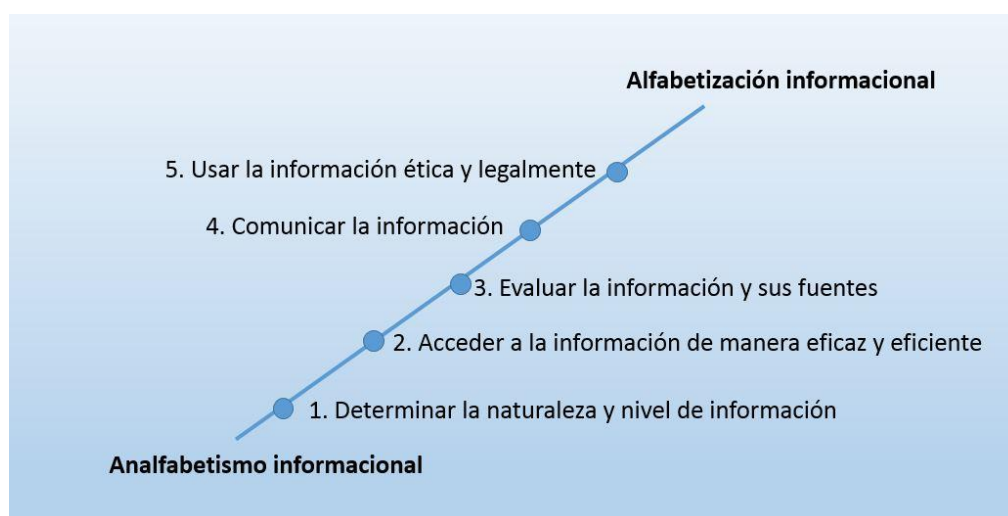 Alfabetización informacional
5. Usar la información ética y legalmente
4. Comunicar la información
3. Evaluar la información y sus fuentes
2. Acceder a la información de manera eficaz y eficiente
1. Determinar la naturaleza y nivel de información
Analfabetismo informacional